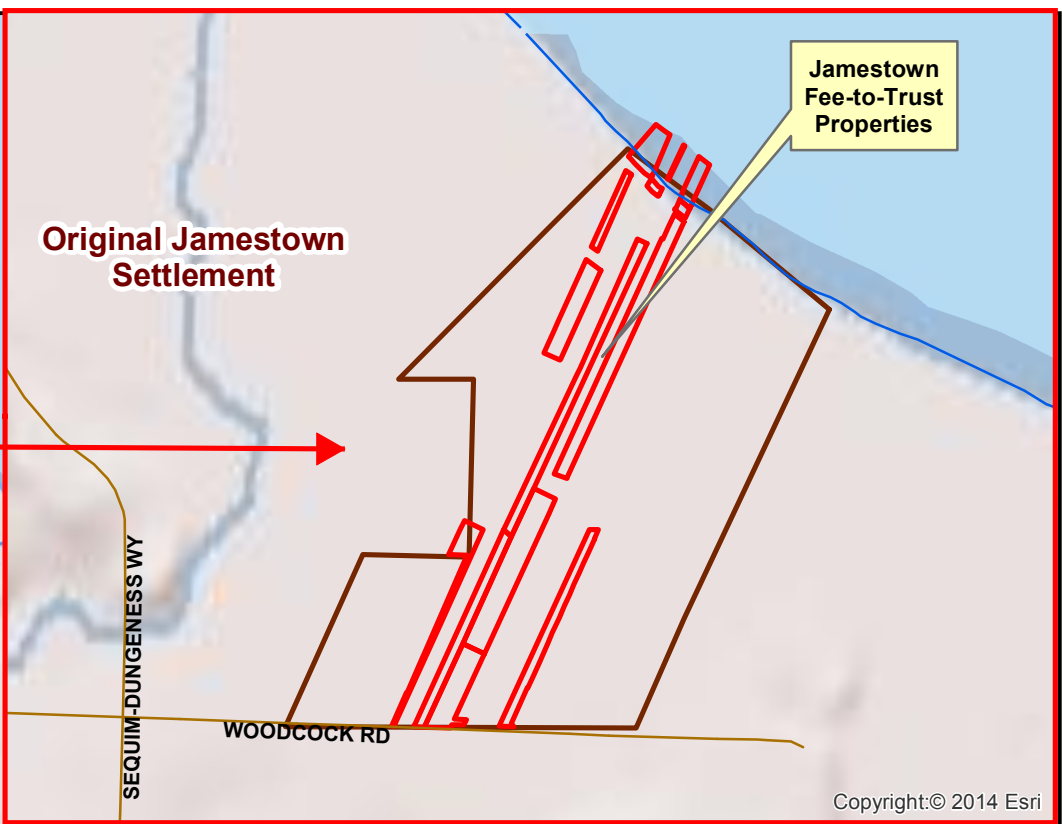 Jamestown
Fee-to-Trust
Properties
Original Jamestown
Settlement
SEQUIM-DUNGENESS WY
WOODCOCK RD
Copyright:© 2014 Esri